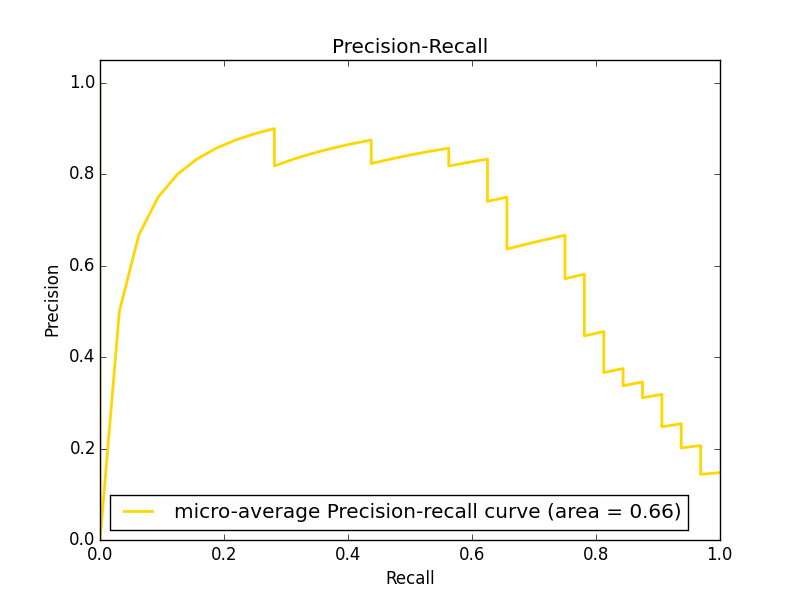 Precision-Recall
1.0
0.8
0.6
0.4
0.2
0.0
Precision
micro-average Precision-recall curve (area = 0.66)
0.0 0.2 0.4 0.6 0.8 1.0
Recall